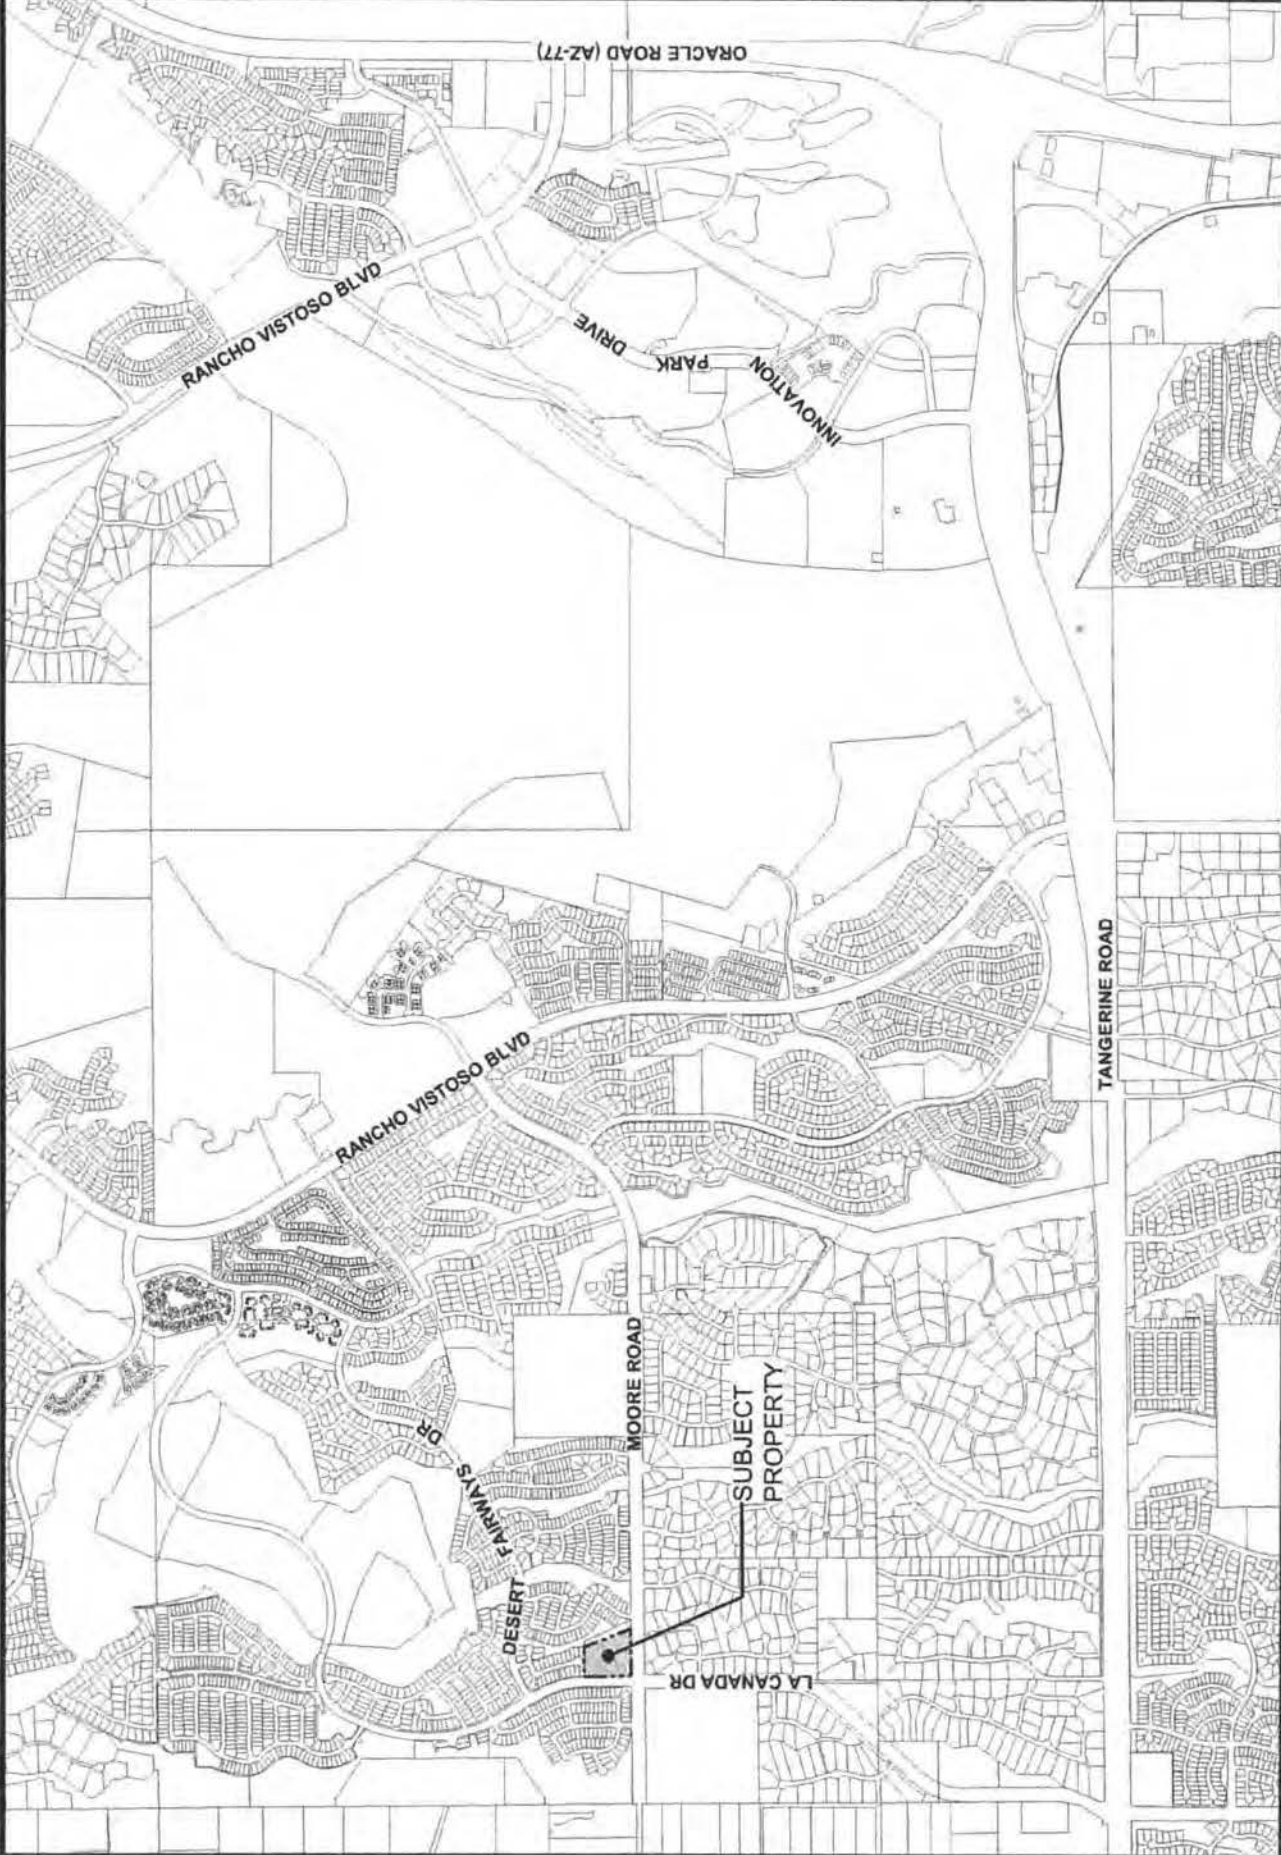 ORACLE ROAD (AZ-77)
RANCHO VISTOSO BLVD
INNOVATION PARK DRIVE
RANCHO VISTOSO BLVD
TANGERINE ROAD
DESERT FAIRWAYS DR
MOORE ROAD
SUBJECT
PROPERTY
LA CANADA DR